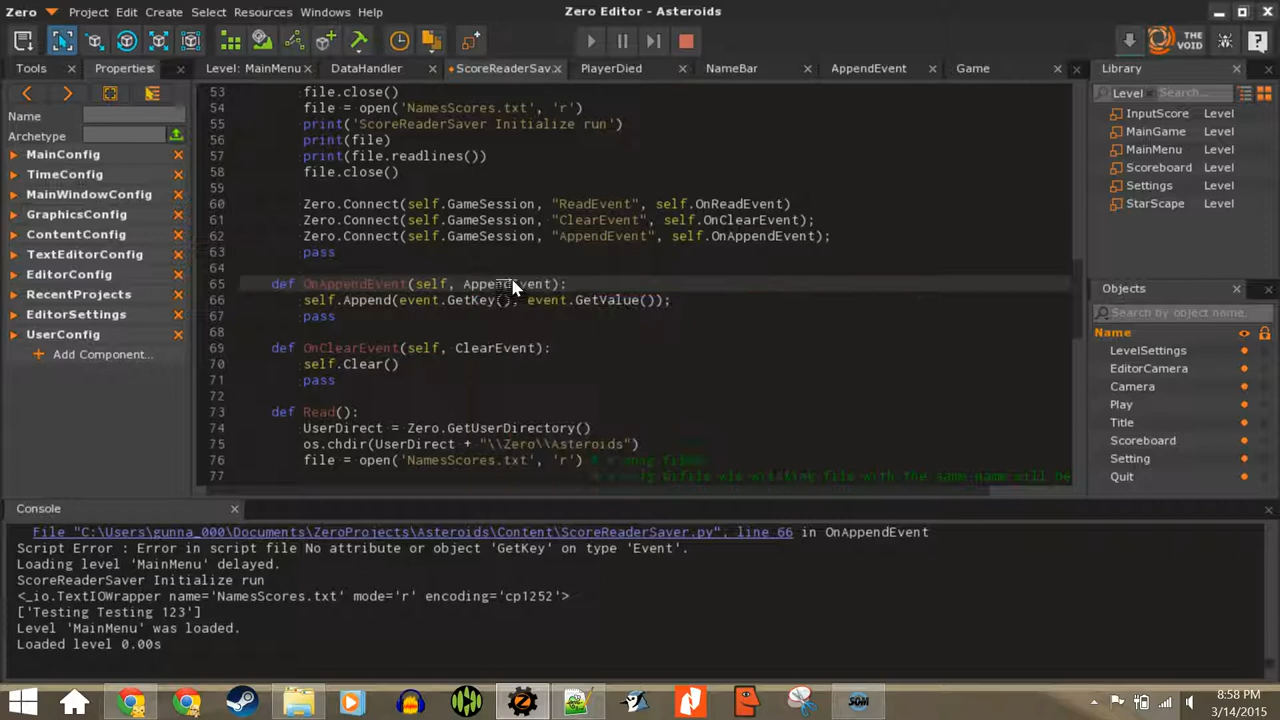 Zero Project Edit Create Select Resources Windows Help
Zero Editor - Asteroids
THE VOID
Tools Properties
Level: MainMenu DataHandler ScoreReaderSav. PlayerDied NameBar AppendEvent Game
Library
Level Search...
Name
Archetype
MainConfig
TimeConfig
MainWindowConfig
GraphicsConfig
ContentConfig
TextEditorConfig
EditorConfig
RecentProjects
EditorSettings
UserConfig
Add Component...
53 file.close()
54 file = open('NamesScores.txt', 'r')
55 print('ScoreReaderSaver Initialize run')
56 print(file)
57 print(file.readlines())
58 file.close()
59
60 Zero.Connect(self.GameSession, "ReadEvent", self.OnReadEvent)
61 Zero.Connect(self.GameSession, "ClearEvent", self.OnClearEvent);
62 Zero.Connect(self.GameSession, "AppendEvent", self.OnAppendEvent);
63 pass
64
65 def OnAppendEvent(self, AppendEvent):
66 self.Append(event.GetKey(), event.GetValue());
67 pass
68
69 def OnClearEvent(self, ClearEvent):
70 self.Clear()
71 pass
72
73 def Read():
74 UserDirect = Zero.GetUserDirectory()
75 os.chdir(UserDirect + "\\Zero\\Asteroids")
76 file = open('NamesScores.txt', 'r') #
77 file with the same name will be
InputScore Level
MainGame Level
MainMenu Level
Scoreboard Level
Settings Level
StarScape Level
Objects
Search by object name...
Name
LevelSettings
EditorCamera
Camera
Play
Title
Scoreboard
Setting
Quit
Console
File "C:\Users\gunna_000\Documents\ZeroProjects\Asteroids\Content\ScoreReaderSaver.py", line 66 in OnAppendEvent
Script Error : Error in script file No attribute or object 'GetKey' on type 'Event'.
Loading level 'MainMenu' delayed.
ScoreReaderSaver Initialize run
<_io.TextIOWrapper name='NamesScores.txt' mode='r' encoding='cp1252'>
['Testing Testing 123']
Level 'MainMenu' was loaded.
Loaded level 0.00s
SOM
8:58 PM
3/14/2015